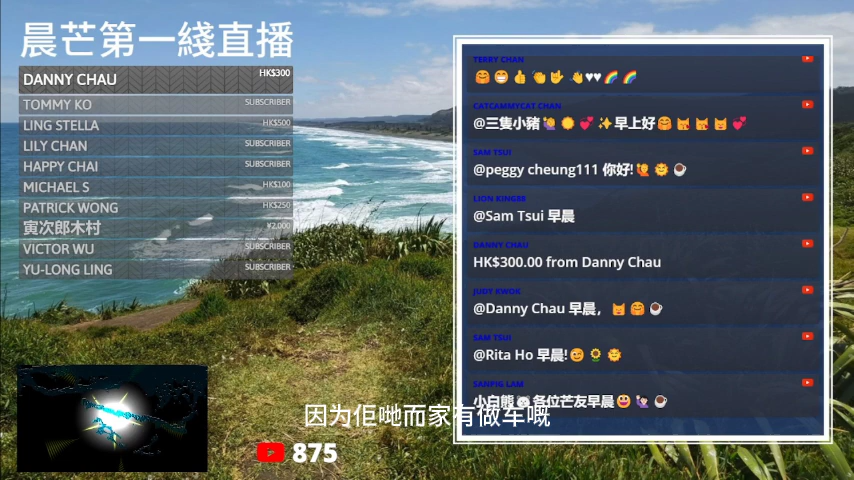 晨芒第一綫直播
DANNY CHAU HK$300
TOMMY KO SUBSCRIBER
LING STELLA HK$500
LILY CHAN SUBSCRIBER
HAPPY CHAI SUBSCRIBER
MICHAEL S HK$100
PATRICK WONG HK$250
寅次郎木村 ¥2,000
VICTOR WU SUBSCRIBER
YU-LONG LING SUBSCRIBER
TERRY CHAN
🤗😁👍👏🤟👋♥♥🌈🌈
CATCAMMYCAT CHAN
@三隻小豬🙋🌞💕✨早上好🤗😸😽😸💕
SAM TSUI
@peggy cheung111 你好!🙋🌞☕
LION KING88
@Sam Tsui 早晨
DANNY CHAU
HK$300.00 from Danny Chau
JUDY KWOK
@Danny Chau 早晨，😸🤗☕
SAM TSUI
@Rita Ho 早晨!😉🌻🌞
SANFIG LAM
小白熊🐻‍❄️各位芒友早晨😃🙋🏻‍♀️☕
因为佢哋而家有做车嘅
875